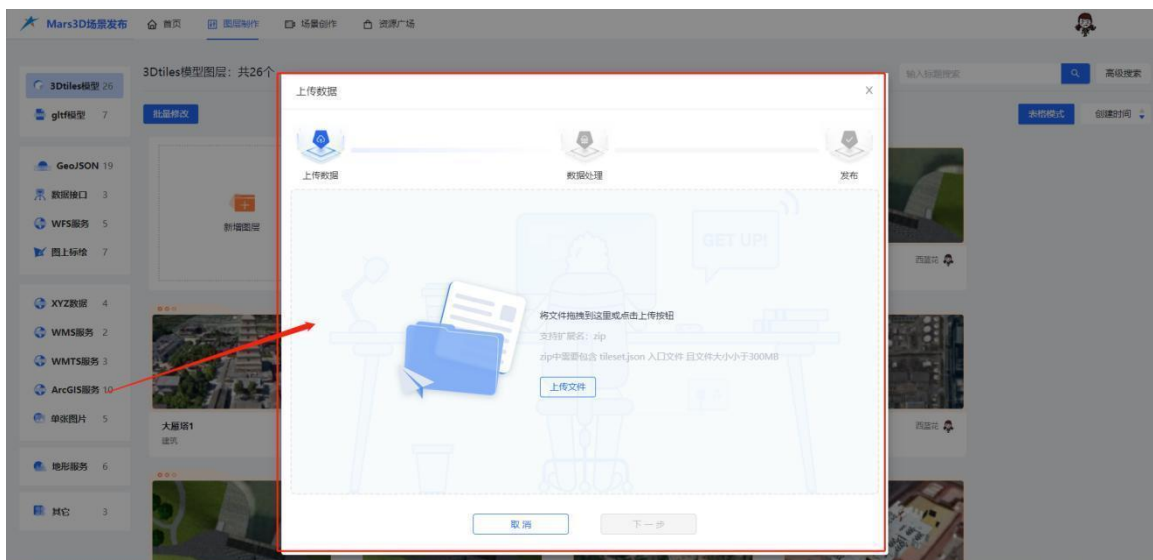 Mars3D场景发布 首页 图层制作 场景创作 资源广场
3Dtiles模型图层：共26个
输入标题搜索 高级搜索
3Dtiles模型 26
gltf模型 7
GeoJSON 19
数据接口 3
WFS服务 5
图上标绘 7
XYZ数据 4
WMS服务 2
WMTS服务 3
ArcGIS服务 10
单张图片 5
地形服务 6
其它 3
批量修改
表格模式 创建时间
新增图层
西蓝花
大雁塔1
建筑
西蓝花
上传数据 X
上传数据 数据处理 发布
GET UP!
将文件拖拽到这里或点击上传按钮
支持扩展名：zip
zip中需要包含 tileset.json 入口文件 且文件大小小于300MB
上传文件
取消 下一步